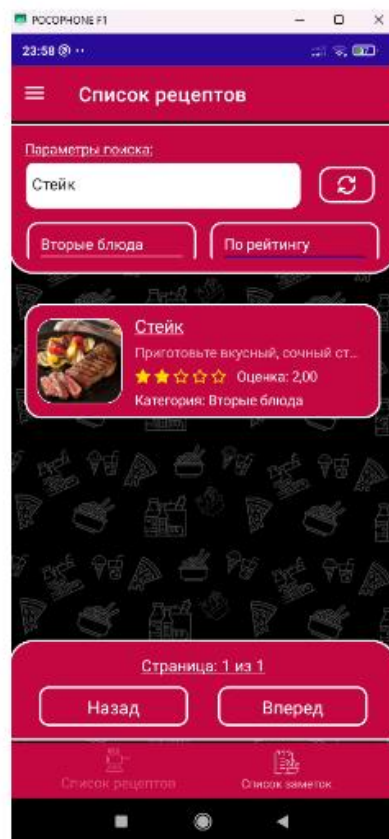 POCOPHONE F1
23:58
Список рецептов
Параметры поиска:
Стейк
Вторые блюда
По рейтингу
Стейк
Приготовьте вкусный, сочный ст...
Оценка: 2,00
Категория: Вторые блюда
Страница: 1 из 1
Назад
Вперед
Список рецептов
Список заметок